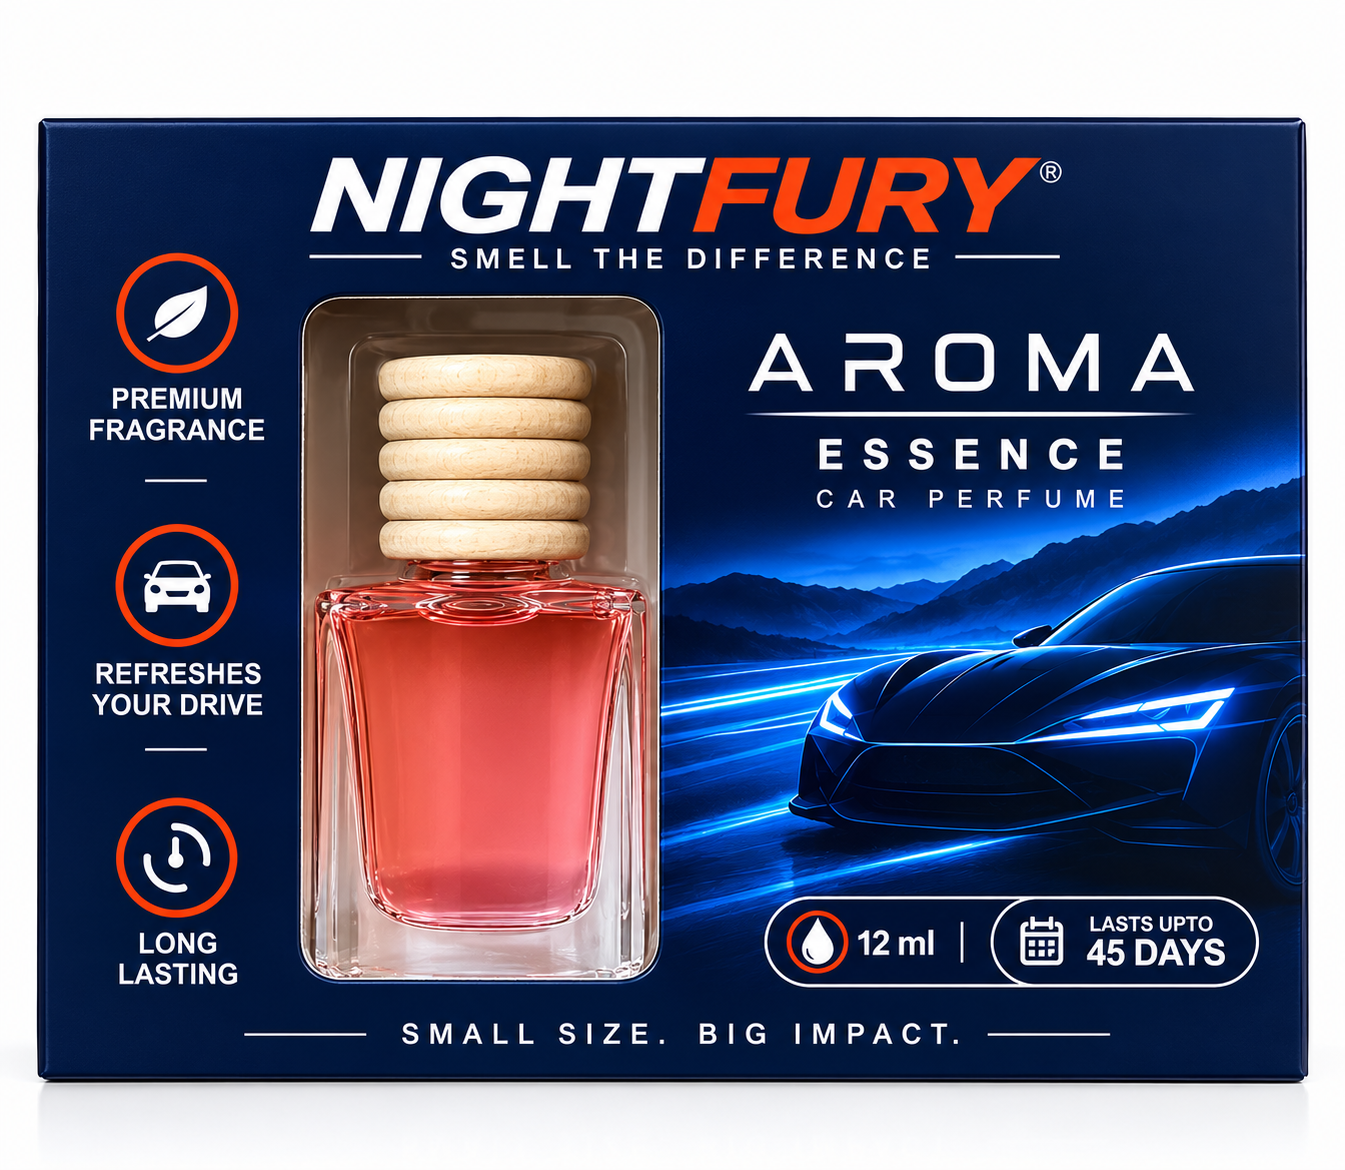 NIGHTFURY®
SMELL THE DIFFERENCE
PREMIUM
FRAGRANCE
REFRESHES
YOUR DRIVE
LONG
LASTING
AROMA
ESSENCE
CAR PERFUME
12 ml
LASTS UPTO
45 DAYS
SMALL SIZE. BIG IMPACT.